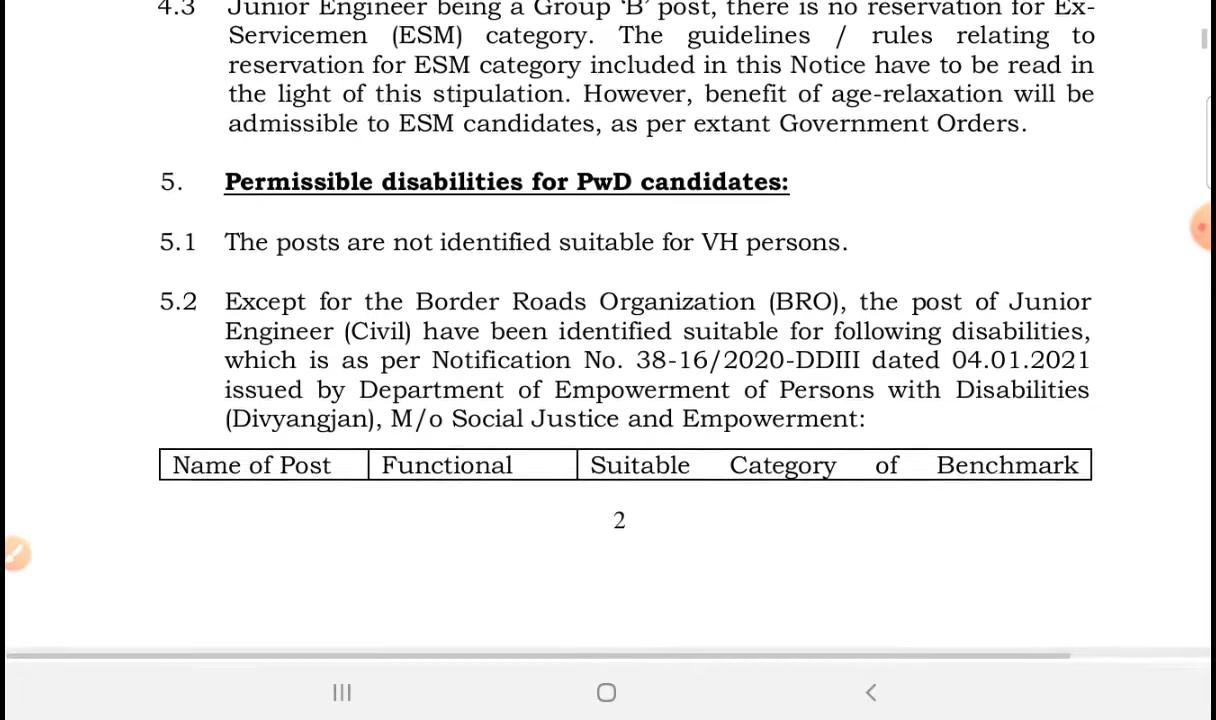 4.3 Junior Engineer being a Group 'B' post, there is no reservation for Ex-
Servicemen (ESM) category. The guidelines / rules relating to
reservation for ESM category included in this Notice have to be read in
the light of this stipulation. However, benefit of age-relaxation will be
admissible to ESM candidates, as per extant Government Orders.
5. Permissible disabilities for PwD candidates:
5.1 The posts are not identified suitable for VH persons.
5.2 Except for the Border Roads Organization (BRO), the post of Junior
Engineer (Civil) have been identified suitable for following disabilities,
which is as per Notification No. 38-16/2020-DDIII dated 04.01.2021
issued by Department of Empowerment of Persons with Disabilities
(Divyangjan), M/o Social Justice and Empowerment:
Name of Post Functional Suitable Category of Benchmark
2